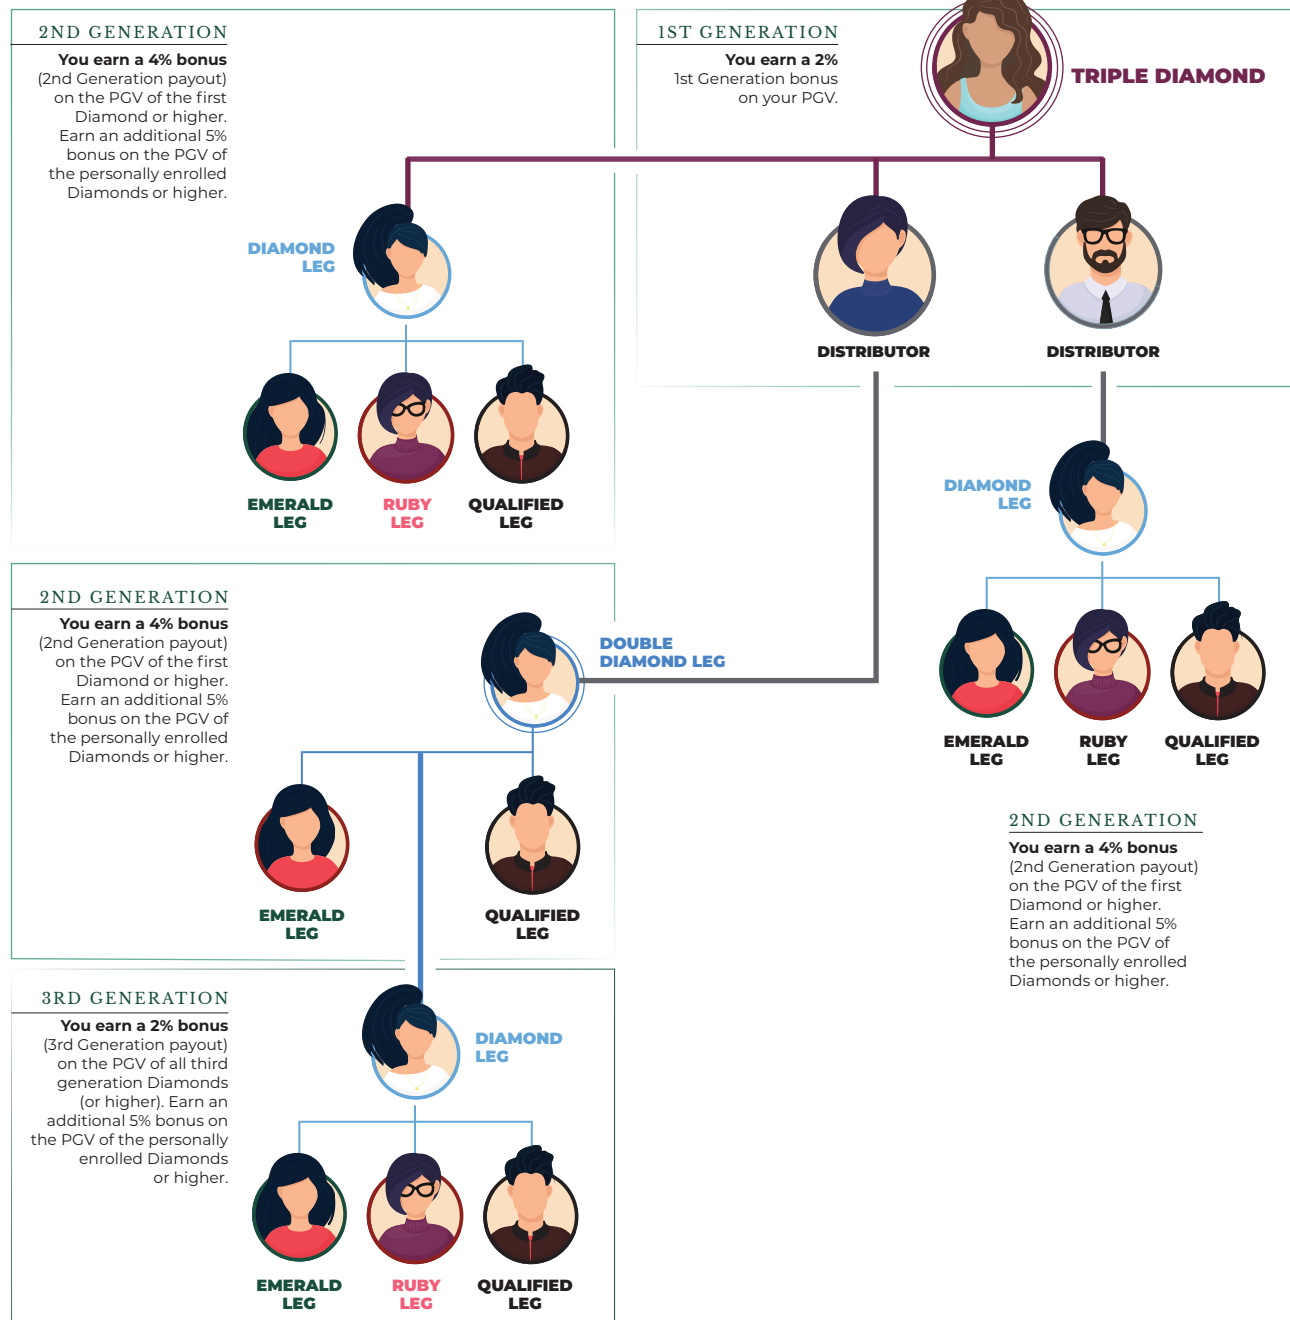 2ND GENERATION
You earn a 4% bonus
(2nd Generation payout)
on the PGV of the first
Diamond or higher.
Earn an additional 5%
bonus on the PGV of
the personally enrolled
Diamonds or higher.
1ST GENERATION
You earn a 2%
1st Generation bonus
on your PGV.
TRIPLE DIAMOND
DIAMOND
LEG
DISTRIBUTOR
DISTRIBUTOR
EMERALD
LEG
RUBY
LEG
QUALIFIED
LEG
DIAMOND
LEG
EMERALD
LEG
RUBY
LEG
QUALIFIED
LEG
2ND GENERATION
You earn a 4% bonus
(2nd Generation payout)
on the PGV of the first
Diamond or higher.
Earn an additional 5%
bonus on the PGV of
the personally enrolled
Diamonds or higher.
2ND GENERATION
You earn a 4% bonus
(2nd Generation payout)
on the PGV of the first
Diamond or higher.
Earn an additional 5%
bonus on the PGV of
the personally enrolled
Diamonds or higher.
DOUBLE
DIAMOND LEG
EMERALD
LEG
QUALIFIED
LEG
3RD GENERATION
You earn a 2% bonus
(3rd Generation payout)
on the PGV of all third
generation Diamonds
(or higher). Earn an
additional 5% bonus on
the PGV of the personally
enrolled Diamonds
or higher.
DIAMOND
LEG
EMERALD
LEG
RUBY
LEG
QUALIFIED
LEG